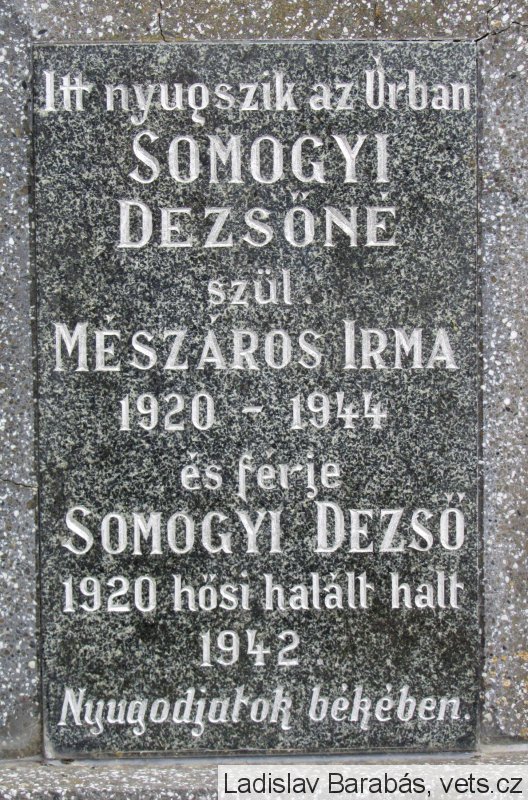 Itt nyugszik az Úrban
SOMOGYI
DEZSŐNÉ
szül.
MÉSZÁROS IRMA
1920 - 1944
és férje
SOMOGYI DEZSŐ
1920 hősi halált halt
1942
Nyugodjatok békében.
Ladislav Barabás, vets.cz